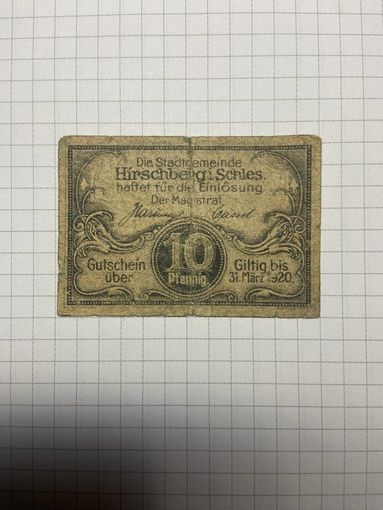 Die Stadtgemeinde
Hirschberg i. Schles.
haftet für die Einlösung.
Der Magistrat
10
Pfennig
Gutschein
über
Giltig bis
31. März 1920.